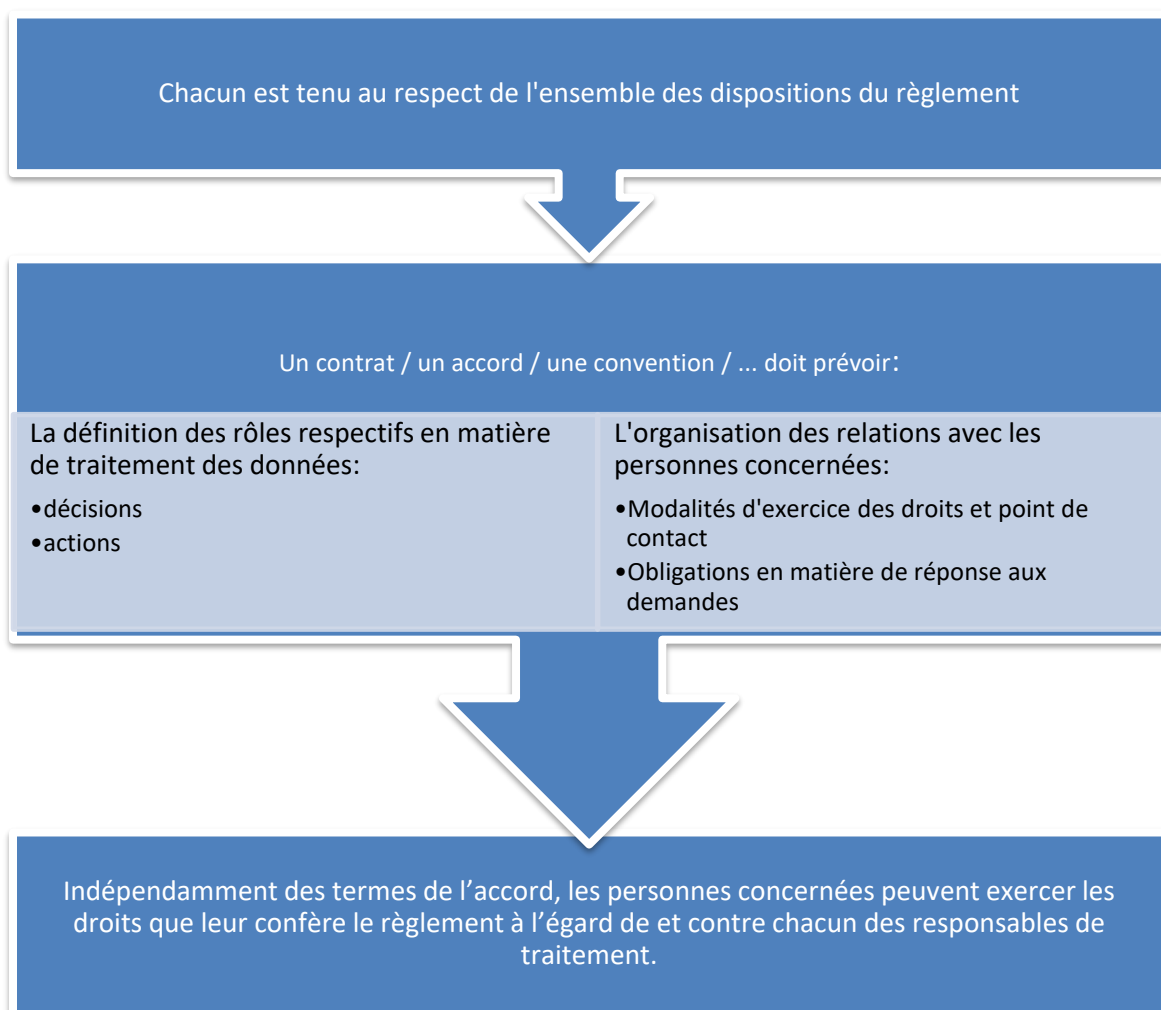 Chacun est tenu au respect de l'ensemble des dispositions du règlement
Un contrat / un accord / une convention / ... doit prévoir:
La définition des rôles respectifs en matière
de traitement des données:
•décisions
•actions
L'organisation des relations avec les
personnes concernées:
•Modalités d'exercice des droits et point de
contact
•Obligations en matière de réponse aux
demandes
Indépendamment des termes de l’accord, les personnes concernées peuvent exercer les
droits que leur confère le règlement à l’égard de et contre chacun des responsables de
traitement.